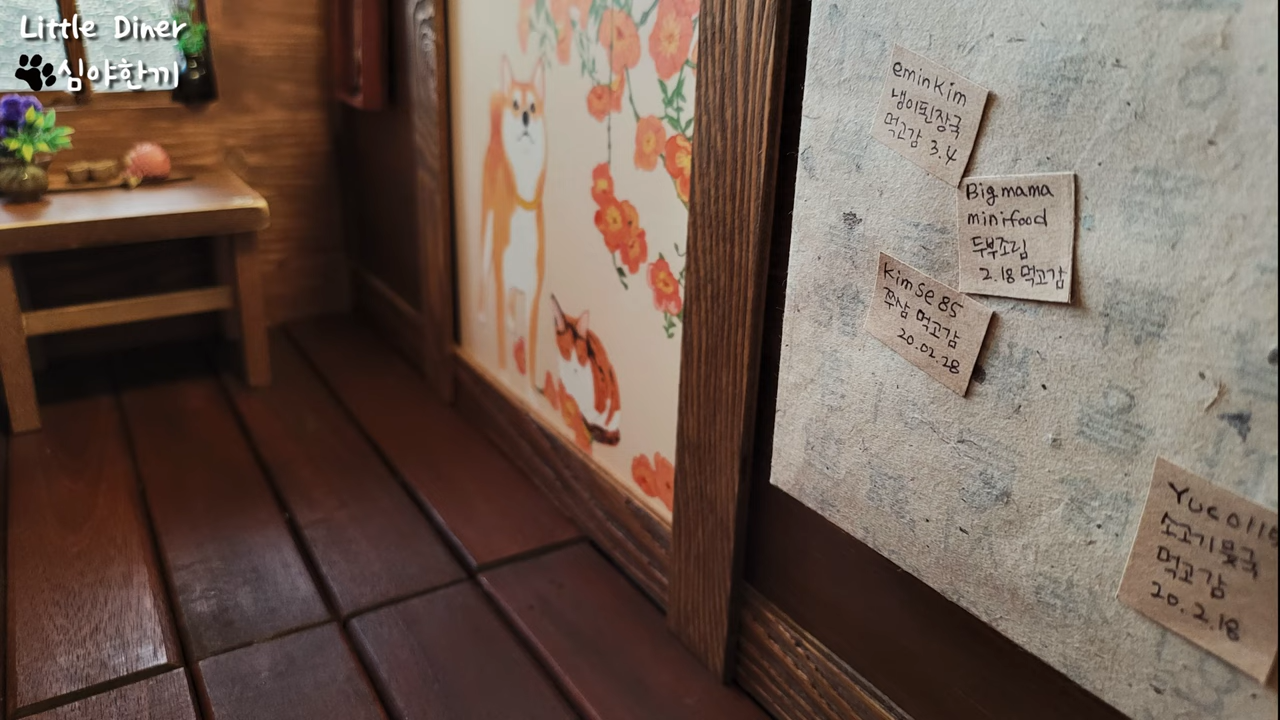 Little Diner
심야한끼
eminkim
냉이된장국
먹고감 3.4
Big mama
minifood
두부조림
2.18 먹고감
kimse85
쭈삼 먹고감
20.02.28
Yuco115
소고기뭇국
먹고감
20.2.18